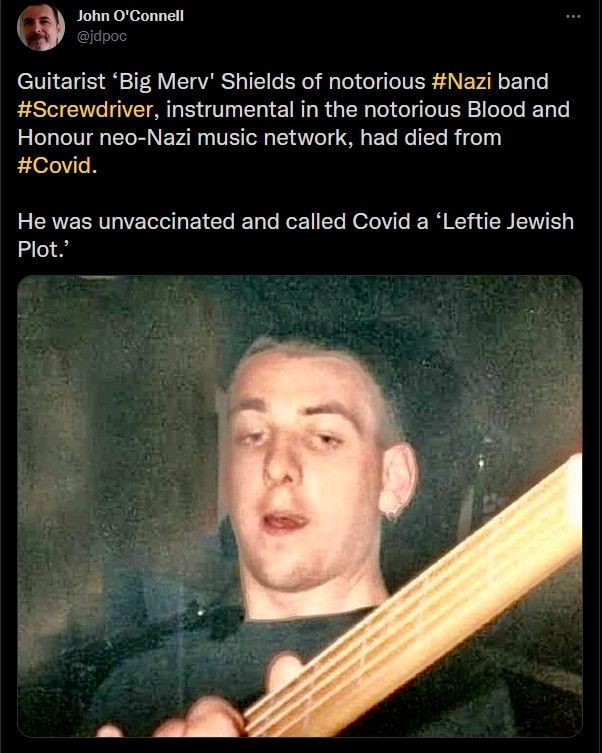 John O'Connell
@jdpoc
Guitarist ‘Big Merv' Shields of notorious #Nazi band
#Screwdriver, instrumental in the notorious Blood and
Honour neo-Nazi music network, had died from
#Covid.
He was unvaccinated and called Covid a ‘Leftie Jewish
Plot.’